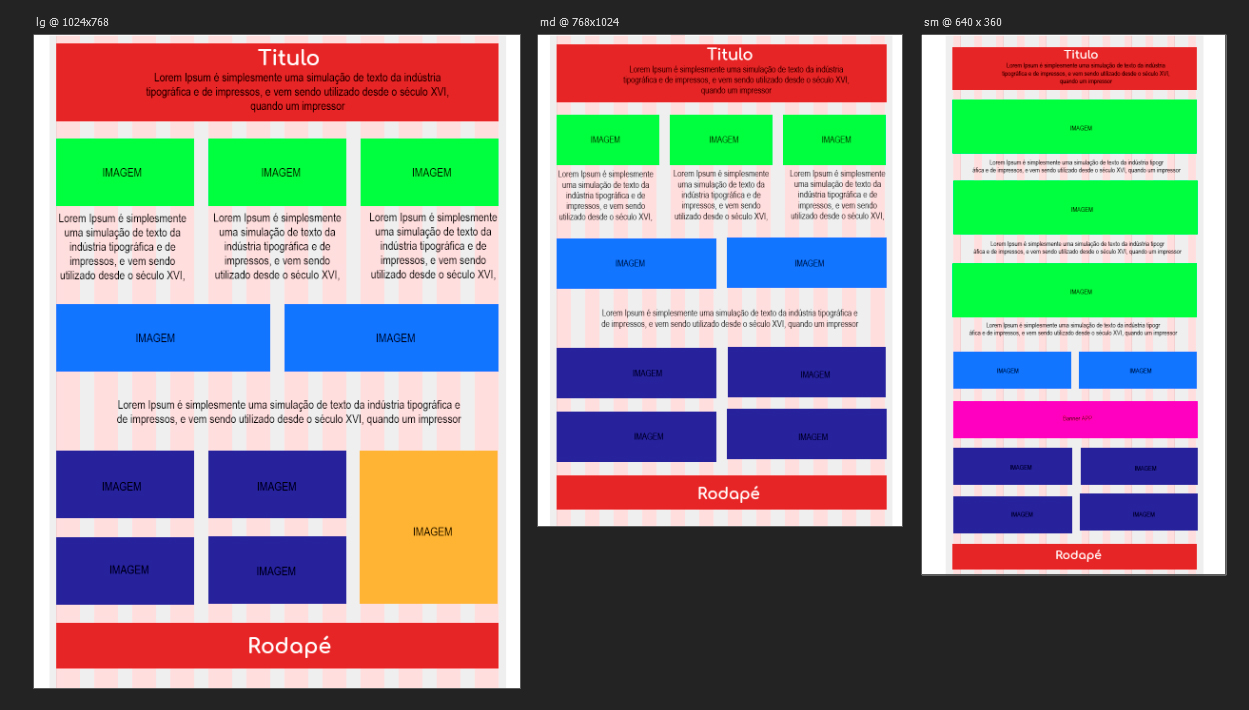 lg @ 1024x768
Titulo
Lorem Ipsum é simplesmente uma simulação de texto da indústria
tipográfica e de impressos, e vem sendo utilizado desde o século XVI,
quando um impressor
IMAGEM
IMAGEM
IMAGEM
Lorem Ipsum é simplesmente
uma simulação de texto da
indústria tipográfica e de
impressos, e vem sendo
utilizado desde o século XVI,
Lorem Ipsum é simplesmente
uma simulação de texto da
indústria tipográfica e de
impressos, e vem sendo
utilizado desde o século XVI,
Lorem Ipsum é simplesmente
uma simulação de texto da
indústria tipográfica e de
impressos, e vem sendo
utilizado desde o século XVI,
IMAGEM
IMAGEM
Lorem Ipsum é simplesmente uma simulação de texto da indústria tipográfica e
de impressos, e vem sendo utilizado desde o século XVI, quando um impressor
IMAGEM
IMAGEM
IMAGEM
IMAGEM
IMAGEM
Rodapé
md @ 768x1024
Titulo
Lorem Ipsum é simplesmente uma simulação de texto da indústria
tipográfica e de impressos, e vem sendo utilizado desde o século XVI,
quando um impressor
IMAGEM
IMAGEM
IMAGEM
Lorem Ipsum é simplesmente
uma simulação de texto da
indústria tipográfica e de
impressos, e vem sendo
utilizado desde o século XVI,
Lorem Ipsum é simplesmente
uma simulação de texto da
indústria tipográfica e de
impressos, e vem sendo
utilizado desde o século XVI,
Lorem Ipsum é simplesmente
uma simulação de texto da
indústria tipográfica e de
impressos, e vem sendo
utilizado desde o século XVI,
IMAGEM
IMAGEM
Lorem Ipsum é simplesmente uma simulação de texto da indústria tipográfica e
de impressos, e vem sendo utilizado desde o século XVI, quando um impressor
IMAGEM
IMAGEM
IMAGEM
IMAGEM
Rodapé
sm @ 640 x 360
Titulo
Lorem Ipsum é simplesmente uma simulação de texto da indústria
tipográfica e de impressos, e vem sendo utilizado desde o século XVI,
quando um impressor
IMAGEM
Lorem Ipsum é simplesmente uma simulação de texto da indústria tipogr
áfica e de impressos, e vem sendo utilizado desde o século XVI, quando um impressor
IMAGEM
Lorem Ipsum é simplesmente uma simulação de texto da indústria tipogr
áfica e de impressos, e vem sendo utilizado desde o século XVI, quando um impressor
IMAGEM
Lorem Ipsum é simplesmente uma simulação de texto da indústria tipogr
áfica e de impressos, e vem sendo utilizado desde o século XVI, quando um impressor
IMAGEM
IMAGEM
IMAGEM
IMAGEM
IMAGEM
IMAGEM
Rodapé